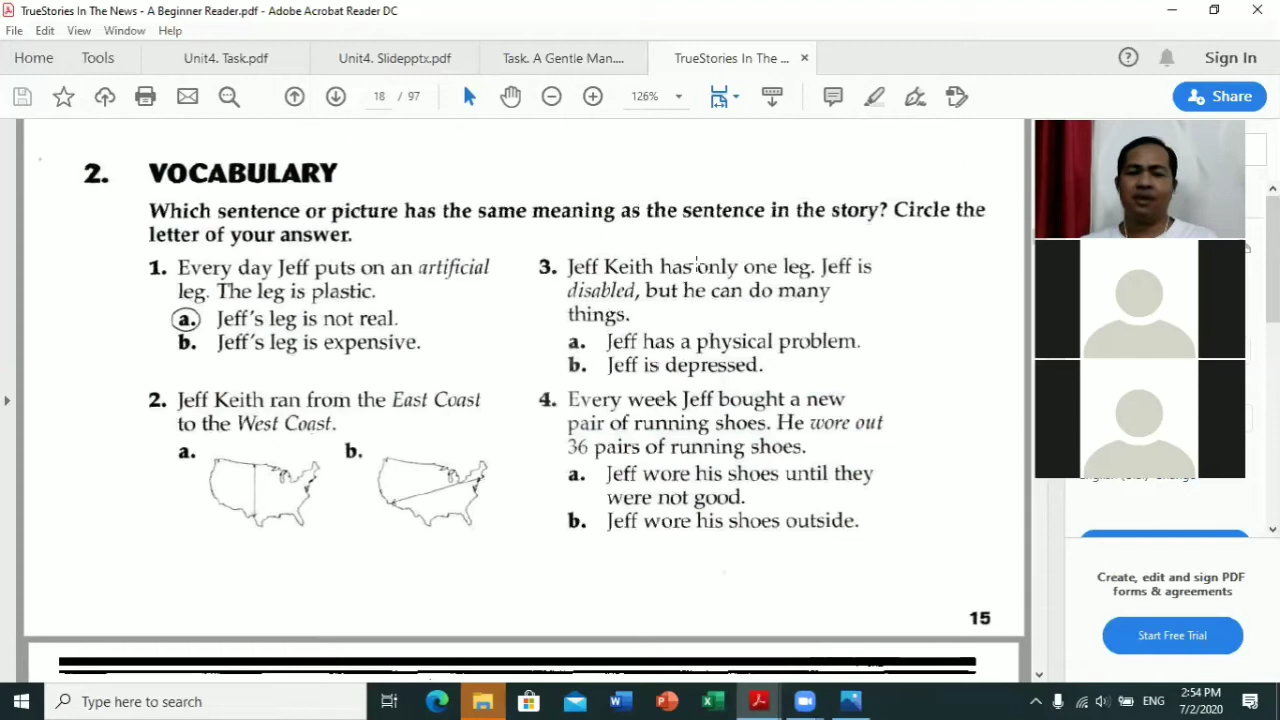 TrueStories In The News - A Beginner Reader.pdf - Adobe Acrobat Reader DC
File Edit View Window Help
Home Tools Unit4. Task.pdf Unit4. Slidepptx.pdf Task. A Gentle Man.... TrueStories In The ... ×
Sign In
18 / 97 126% Share
2. VOCABULARY
Which sentence or picture has the same meaning as the sentence in the story? Circle the
letter of your answer.
1. Every day Jeff puts on an artificial
leg. The leg is plastic.
a. Jeff's leg is not real.
b. Jeff's leg is expensive.
2. Jeff Keith ran from the East Coast
to the West Coast.
a. b.
3. Jeff Keith has only one leg. Jeff is
disabled, but he can do many
things.
a. Jeff has a physical problem.
b. Jeff is depressed.
4. Every week Jeff bought a new
pair of running shoes. He wore out
36 pairs of running shoes.
a. Jeff wore his shoes until they
were not good.
b. Jeff wore his shoes outside.
15
Create, edit and sign PDF
forms & agreements
Start Free Trial
Type here to search
ENG
2:54 PM
7/2/2020